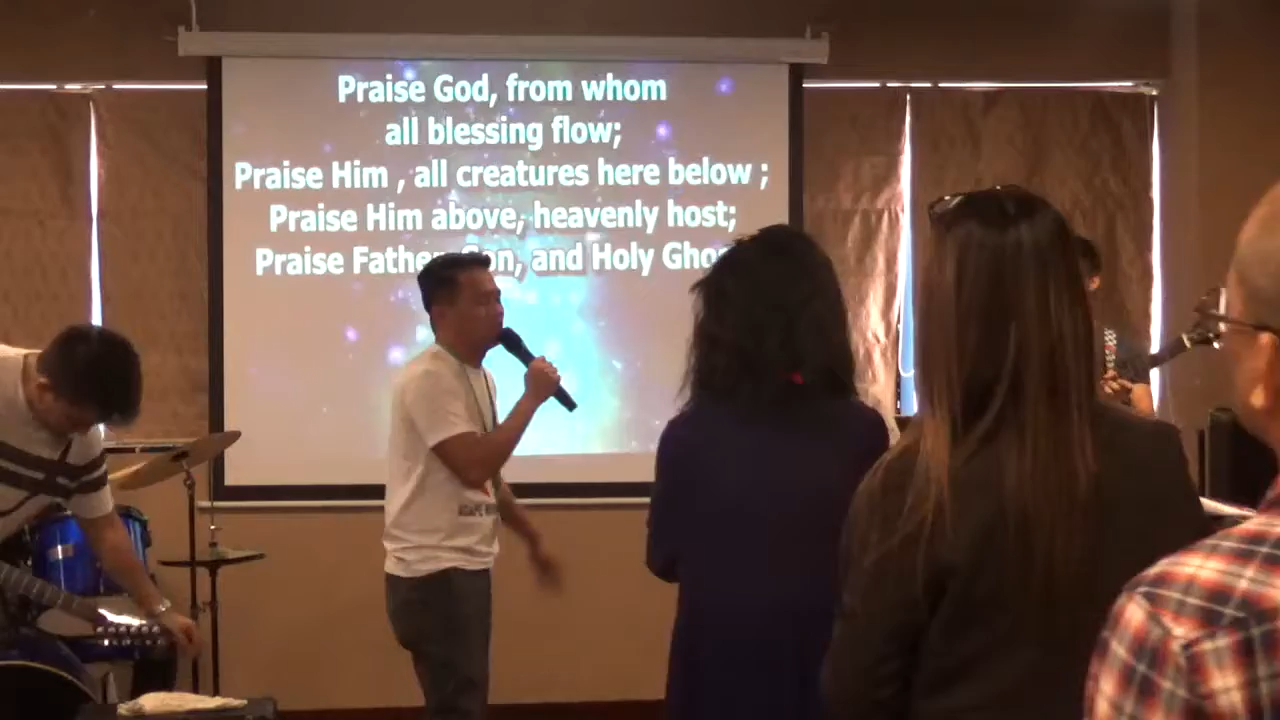 Praise God, from whom
all blessing flow;
Praise Him , all creatures here below ;
Praise Him above, heavenly host;
Praise and Holy